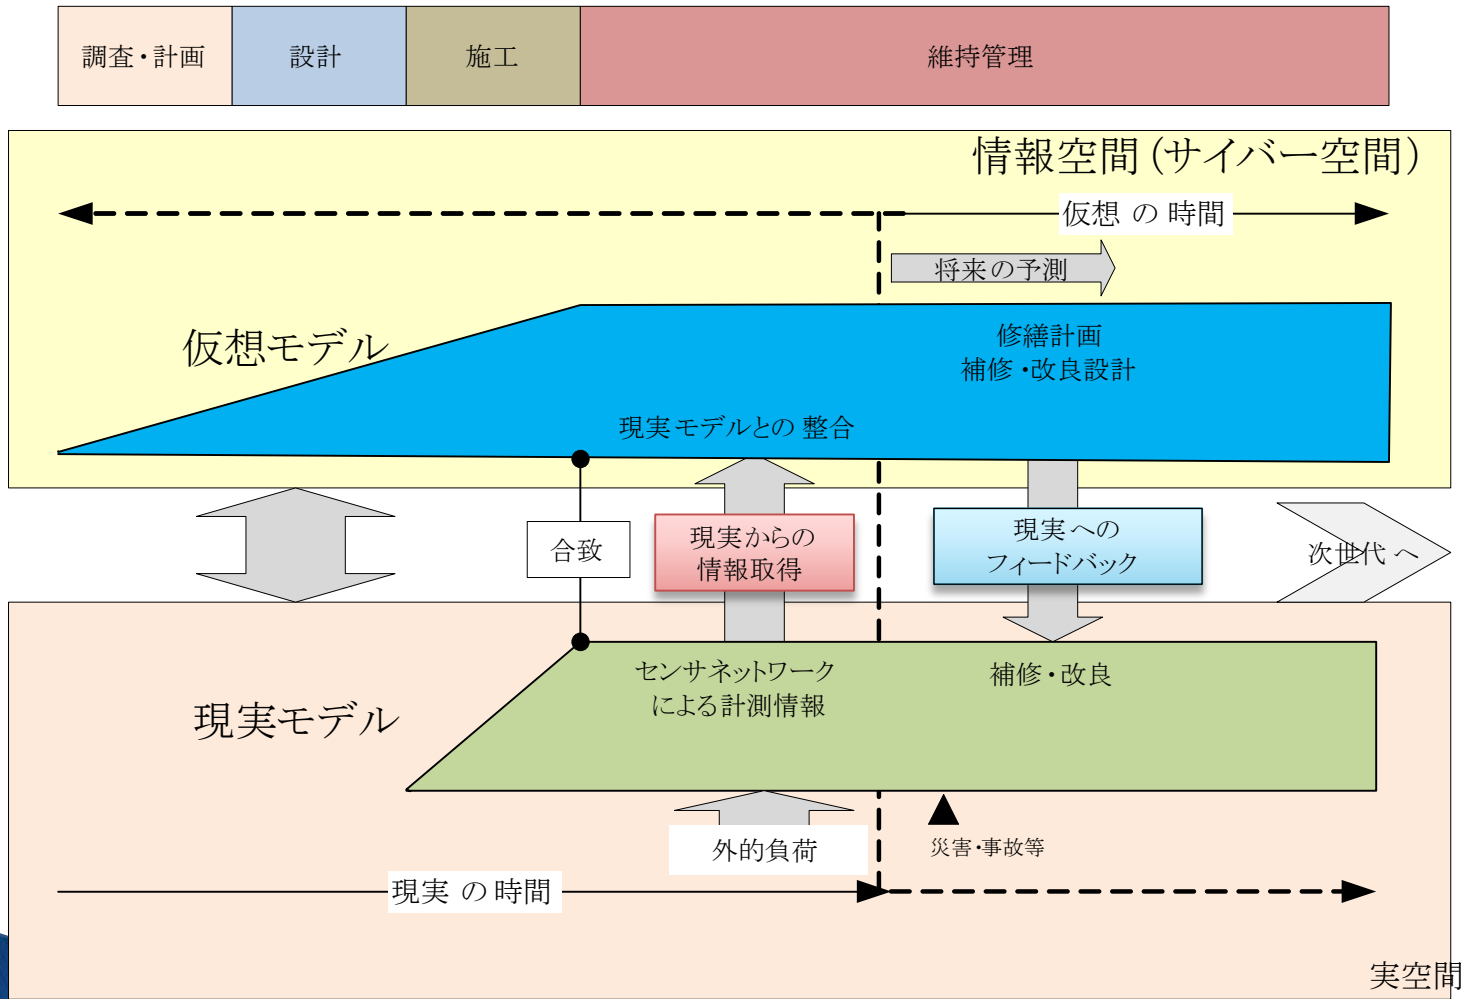 調査・計画
設計
施工
維持管理
情報空間(サイバー空間)
仮想 の 時間
将来の予測
仮想モデル
修繕計画
補修・改良設計
現実モデルとの 整合
合致
現実からの
情報取得
現実への
フィードバック
次世代 へ
センサネットワーク
による計測情報
補修・改良
現実モデル
外的負荷
災害・事故等
現実 の 時間
実空間